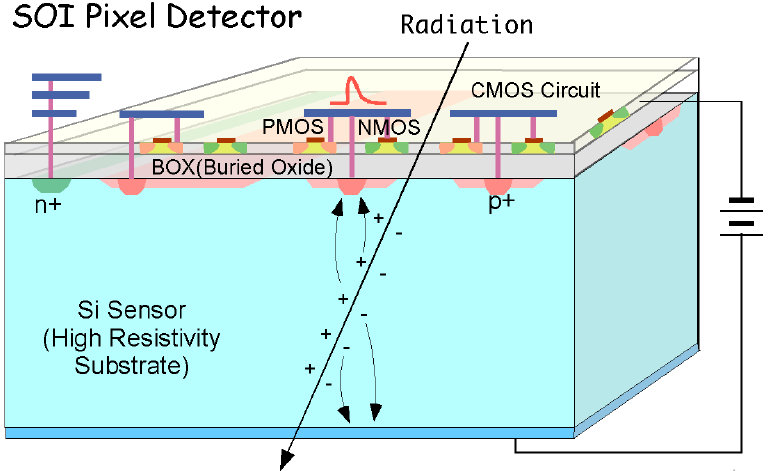 SOI Pixel Detector
Radiation
CMOS Circuit
PMOS
NMOS
BOX(Buried Oxide)
n+
p+
+
-
+
-
+
-
+
-
+
-
Si Sensor
(High Resistivity
Substrate)